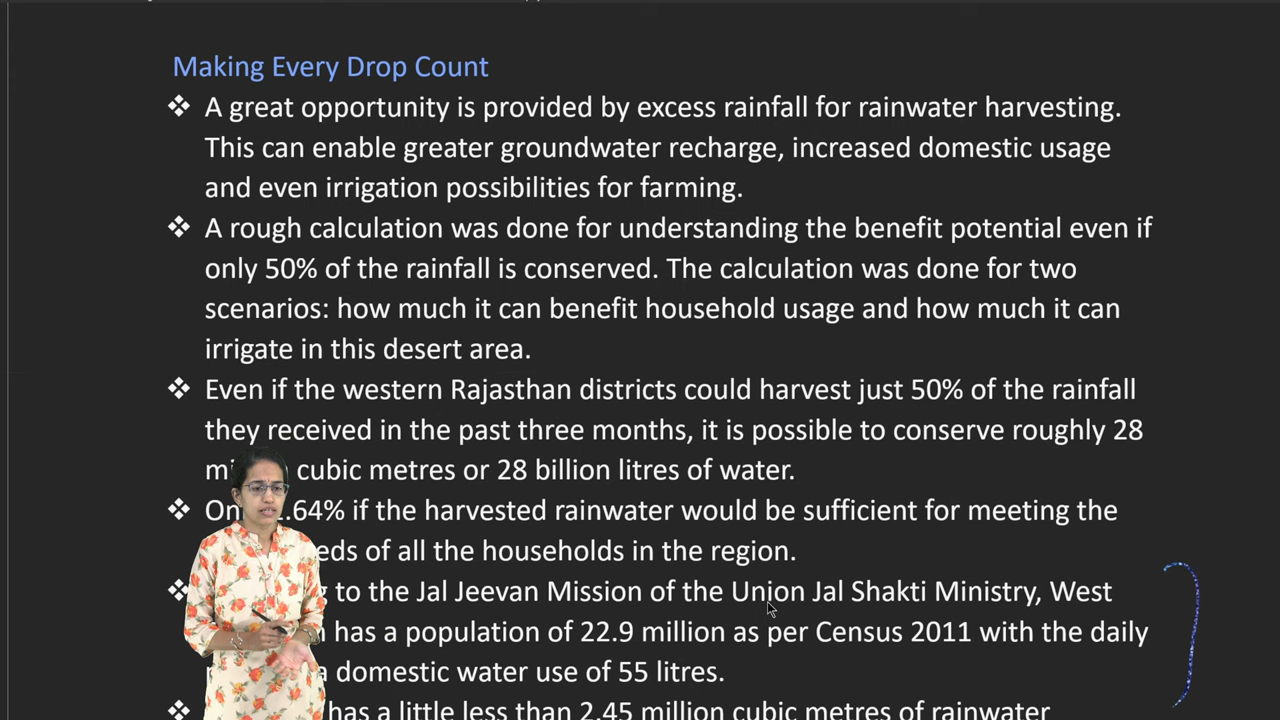 Making Every Drop Count
❖ A great opportunity is provided by excess rainfall for rainwater harvesting.
This can enable greater groundwater recharge, increased domestic usage
and even irrigation possibilities for farming.
❖ A rough calculation was done for understanding the benefit potential even if
only 50% of the rainfall is conserved. The calculation was done for two
scenarios: how much it can benefit household usage and how much it can
irrigate in this desert area.
❖ Even if the western Rajasthan districts could harvest just 50% of the rainfall
they received in the past three months, it is possible to conserve roughly 28
cubic metres or 28 billion litres of water.
❖ .64% if the harvested rainwater would be sufficient for meeting the
of all the households in the region.
❖ to the Jal Jeevan Mission of the Union Jal Shakti Ministry, West
has a population of 22.9 million as per Census 2011 with the daily
domestic water use of 55 litres.
❖ has a little less than 2.45 million cubic metres of rainwater